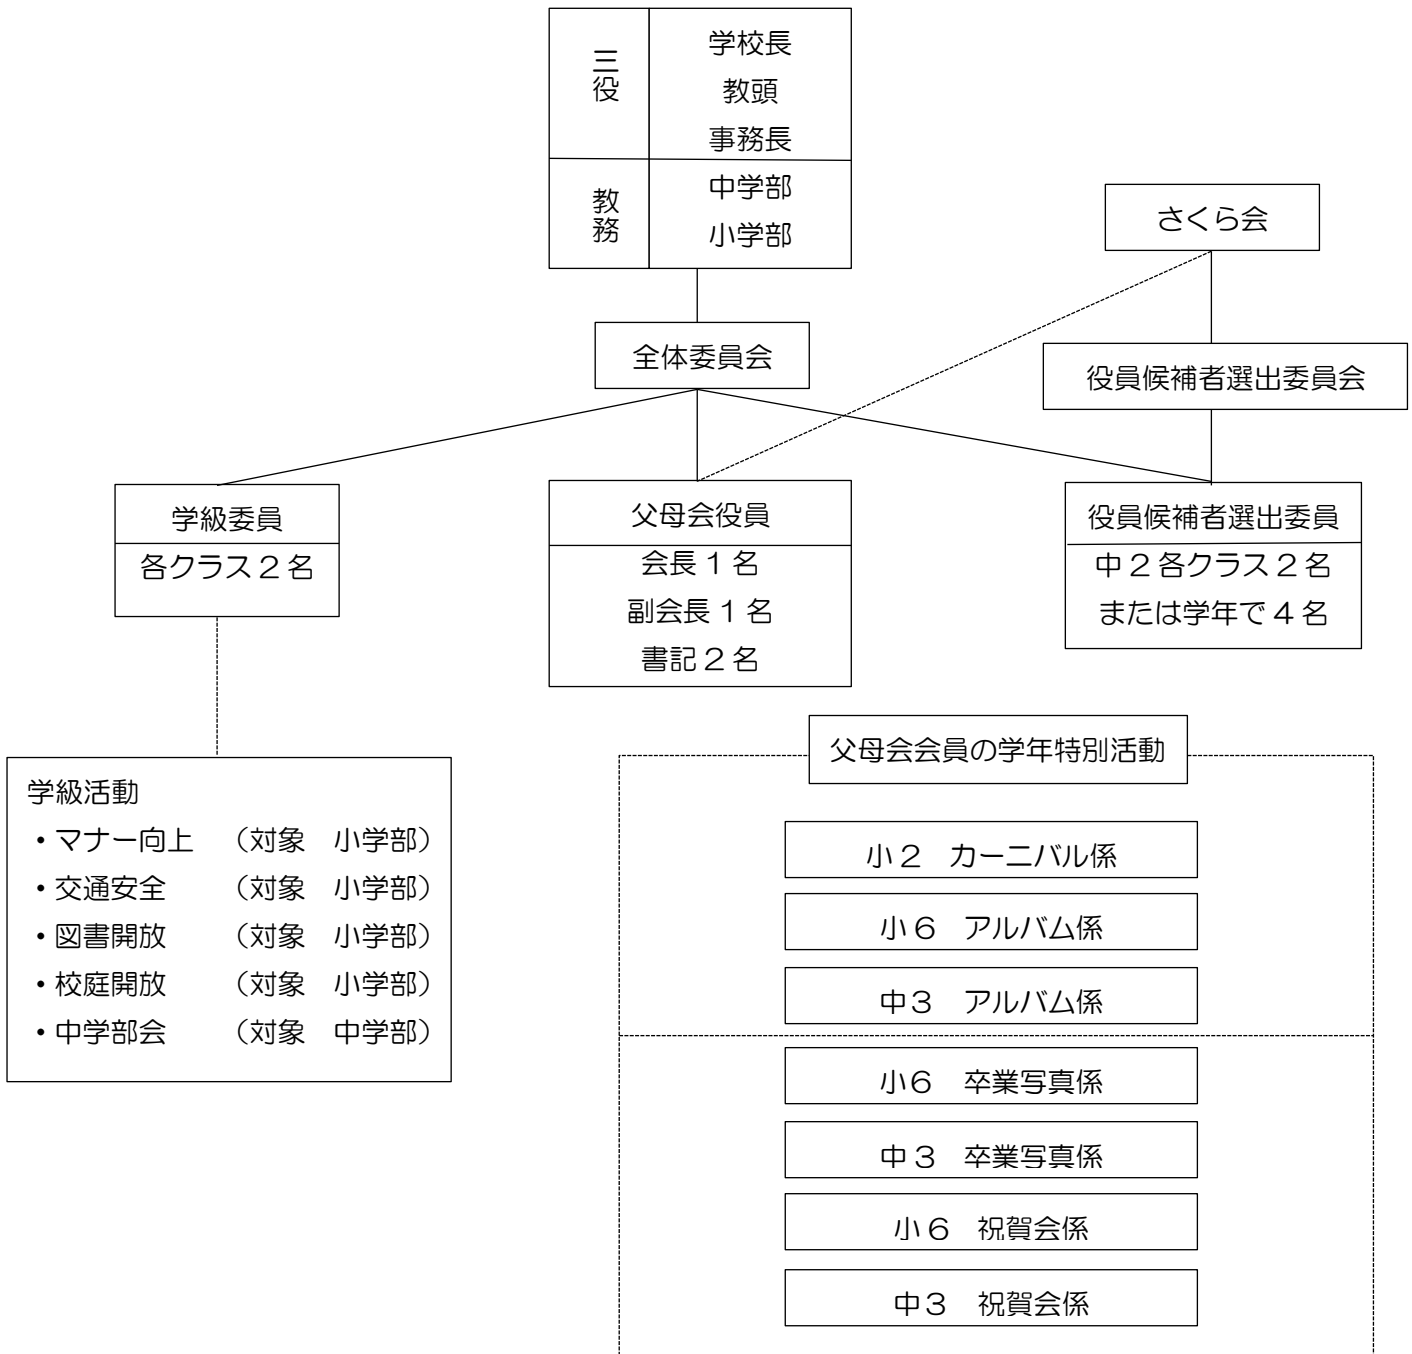 三役
学校長
教頭
事務長
教務
中学部
小学部
さくら会
全体委員会
役員候補者選出委員会
学級委員
各クラス２名
父母会役員
会長１名
副会長１名
書記２名
役員候補者選出委員
中２各クラス２名
または学年で４名
学級活動
・マナー向上　（対象　小学部）
・交通安全　　（対象　小学部）
・図書開放　　（対象　小学部）
・校庭開放　　（対象　小学部）
・中学部会　　（対象　中学部）
父母会会員の学年特別活動
小２　カーニバル係
小６　アルバム係
中３　アルバム係
小６　卒業写真係
中３　卒業写真係
小６　祝賀会係
中３　祝賀会係